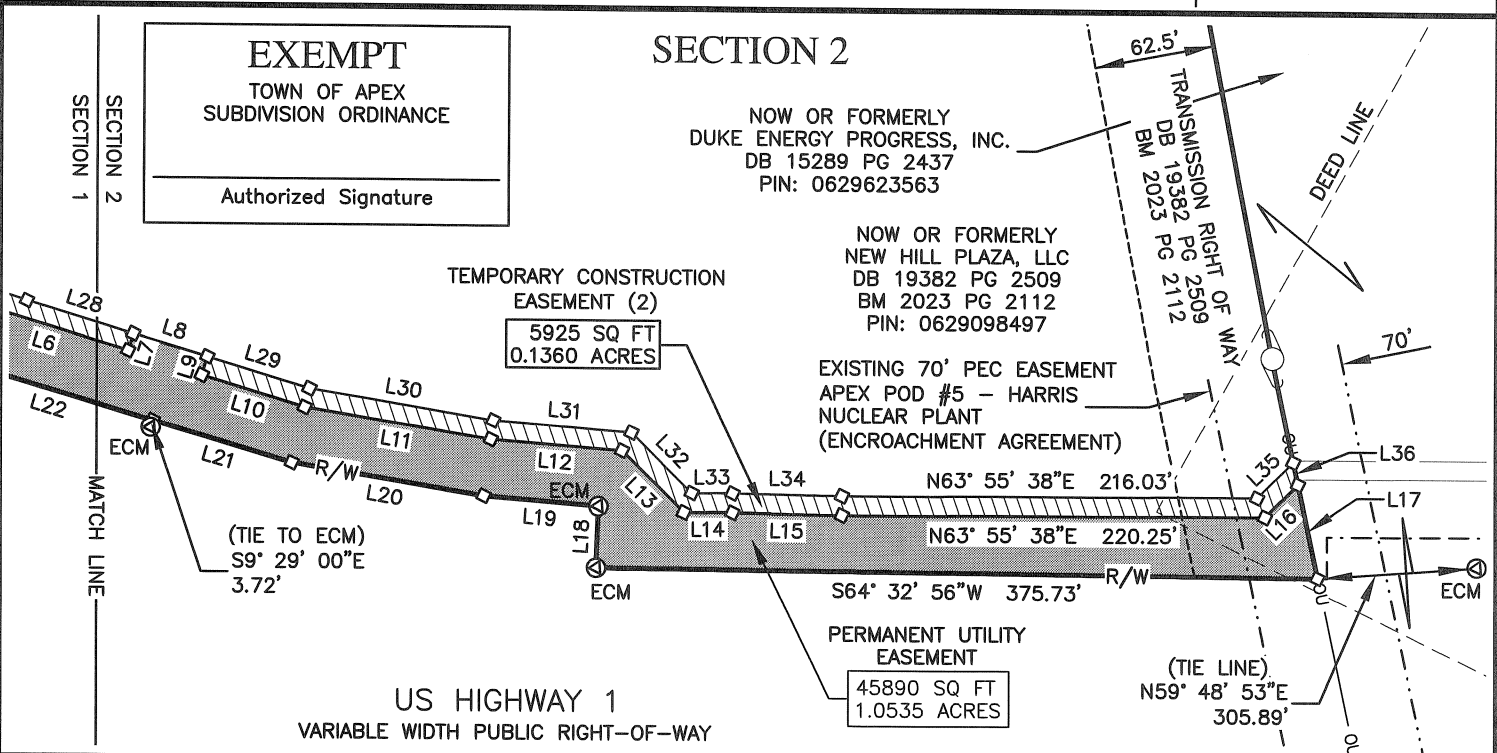 EXEMPT
TOWN OF APEX
SUBDIVISION ORDINANCE
Authorized Signature
SECTION 2
SECTION 2
SECTION 1
MATCH LINE
62.5'
TRANSMISSION RIGHT OF WAY
DB 19382 PG 2509
BM 2023 PG 2112
DEED LINE
NOW OR FORMERLY
DUKE ENERGY PROGRESS, INC.
DB 15289 PG 2437
PIN: 0629623563
NOW OR FORMERLY
NEW HILL PLAZA, LLC
DB 19382 PG 2509
BM 2023 PG 2112
PIN: 0629098497
TEMPORARY CONSTRUCTION
EASEMENT (2)
5925 SQ FT
0.1360 ACRES
EXISTING 70' PEC EASEMENT
APEX POD #5 – HARRIS
NUCLEAR PLANT
(ENCROACHMENT AGREEMENT)
70'
L28
L8
L29
L30
L31
L32
L33
L34
N63° 55' 38"E 216.03'
L35
L36
L6
L7
L9
L10
L11
L12
L13
L14
L15
N63° 55' 38"E 220.25'
L16
L17
L22
ECM
L21
R/W
L20
L19
ECM
L18
ECM
S64° 32' 56"W 375.73'
R/W
OU
OU
ECM
(TIE TO ECM)
S9° 29' 00"E
3.72'
PERMANENT UTILITY
EASEMENT
45890 SQ FT
1.0535 ACRES
(TIE LINE)
N59° 48' 53"E
305.89'
OU
US HIGHWAY 1
VARIABLE WIDTH PUBLIC RIGHT–OF–WAY